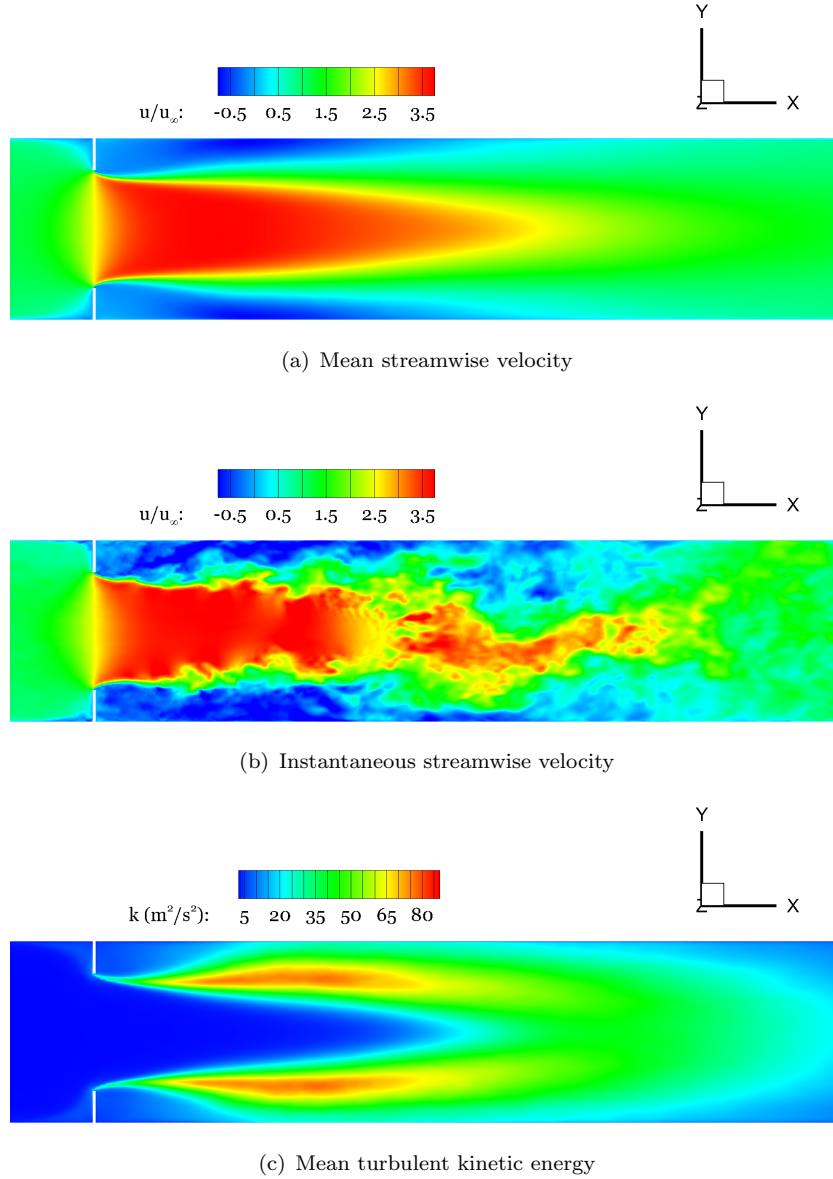 Y
X
Z
u/u∞: -0.5 0.5 1.5 2.5 3.5
(a) Mean streamwise velocity
Y
X
Z
u/u∞: -0.5 0.5 1.5 2.5 3.5
(b) Instantaneous streamwise velocity
Y
X
Z
k (m²/s²): 5 20 35 50 65 80
(c) Mean turbulent kinetic energy